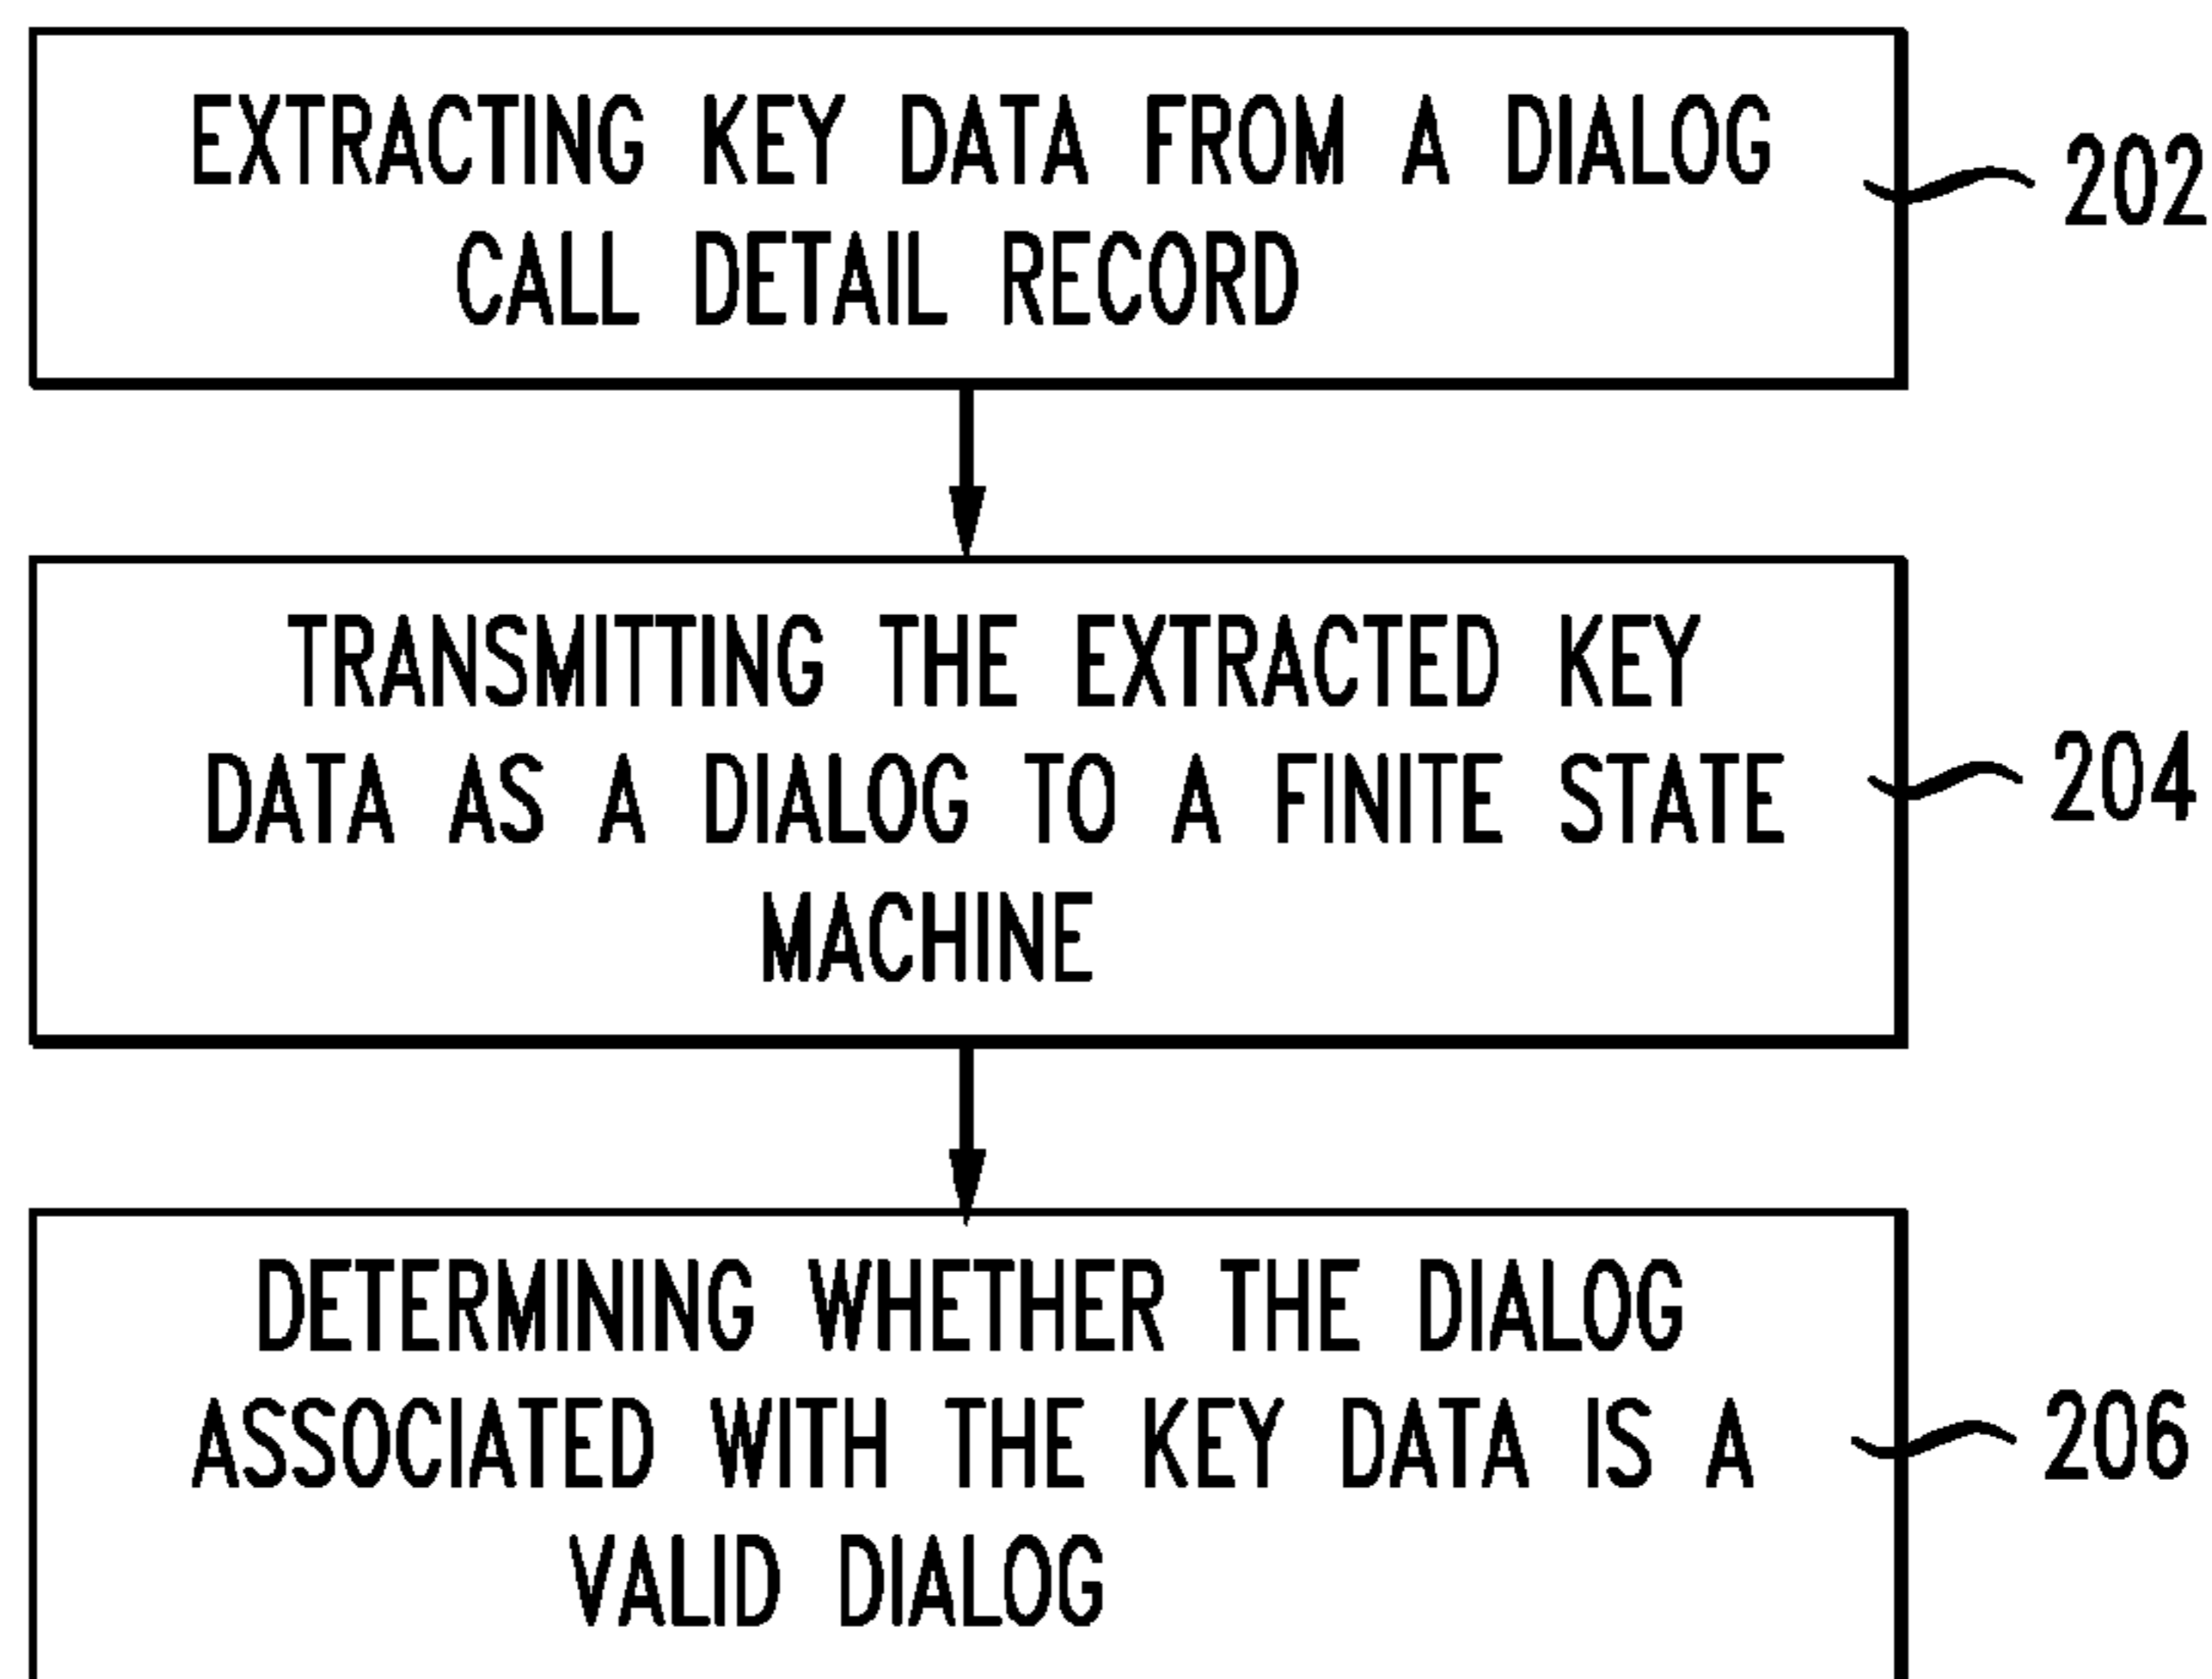 EXTRACTING KEY DATA FROM A DIALOG
CALL DETAIL RECORD
202
TRANSMITTING THE EXTRACTED KEY
DATA AS A DIALOG TO A FINITE STATE
MACHINE
204
DETERMINING WHETHER THE DIALOG
ASSOCIATED WITH THE KEY DATA IS A
VALID DIALOG
206